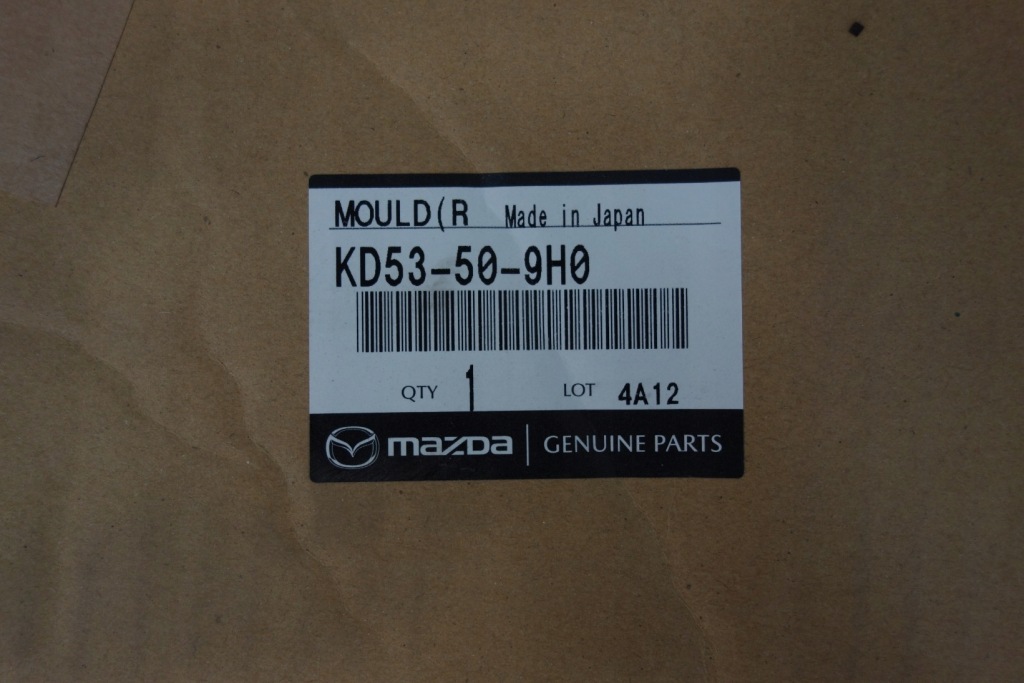 MOULD(R Made in Japan
KD53-50-9H0
QTY 1 LOT 4A12
mazda GENUINE PARTS